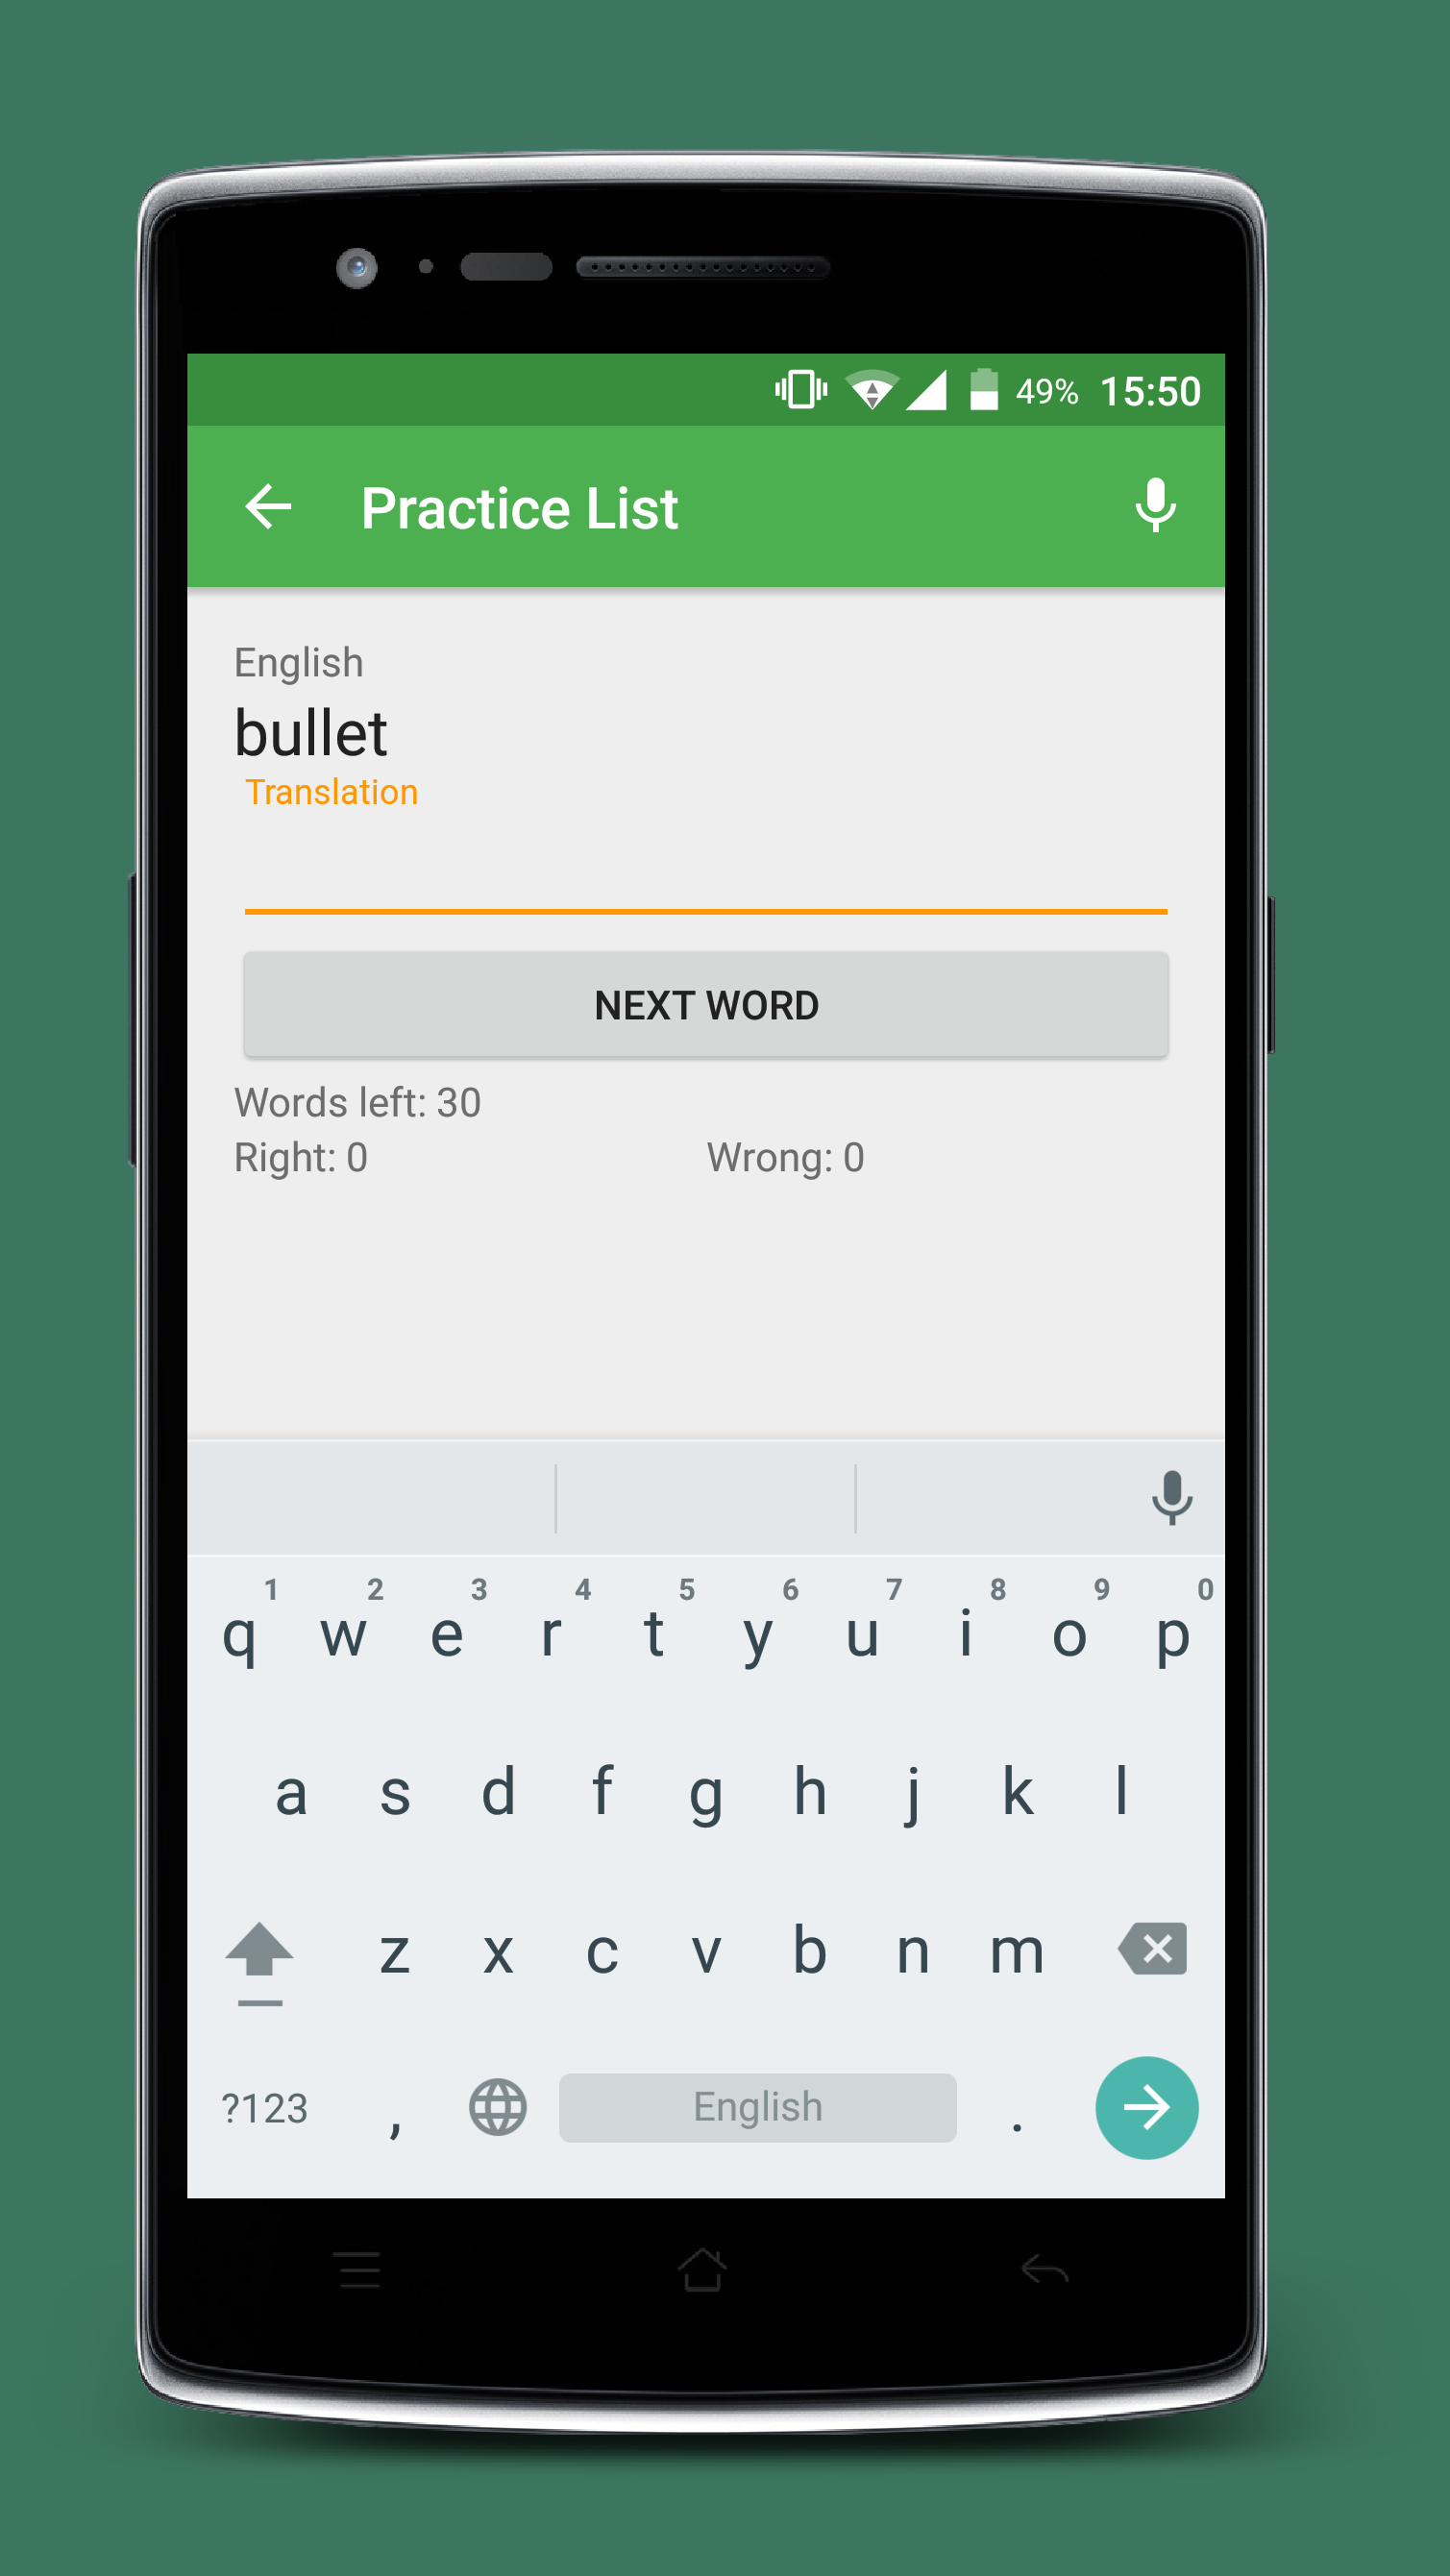 49% 15:50
Practice List
English
bullet
Translation
NEXT WORD
Words left: 30
Right: 0 Wrong: 0
1 2 3 4 5 6 7 8 9 0
q w e r t y u i o p
a s d f g h j k l
z x c v b n m
?123 , English .